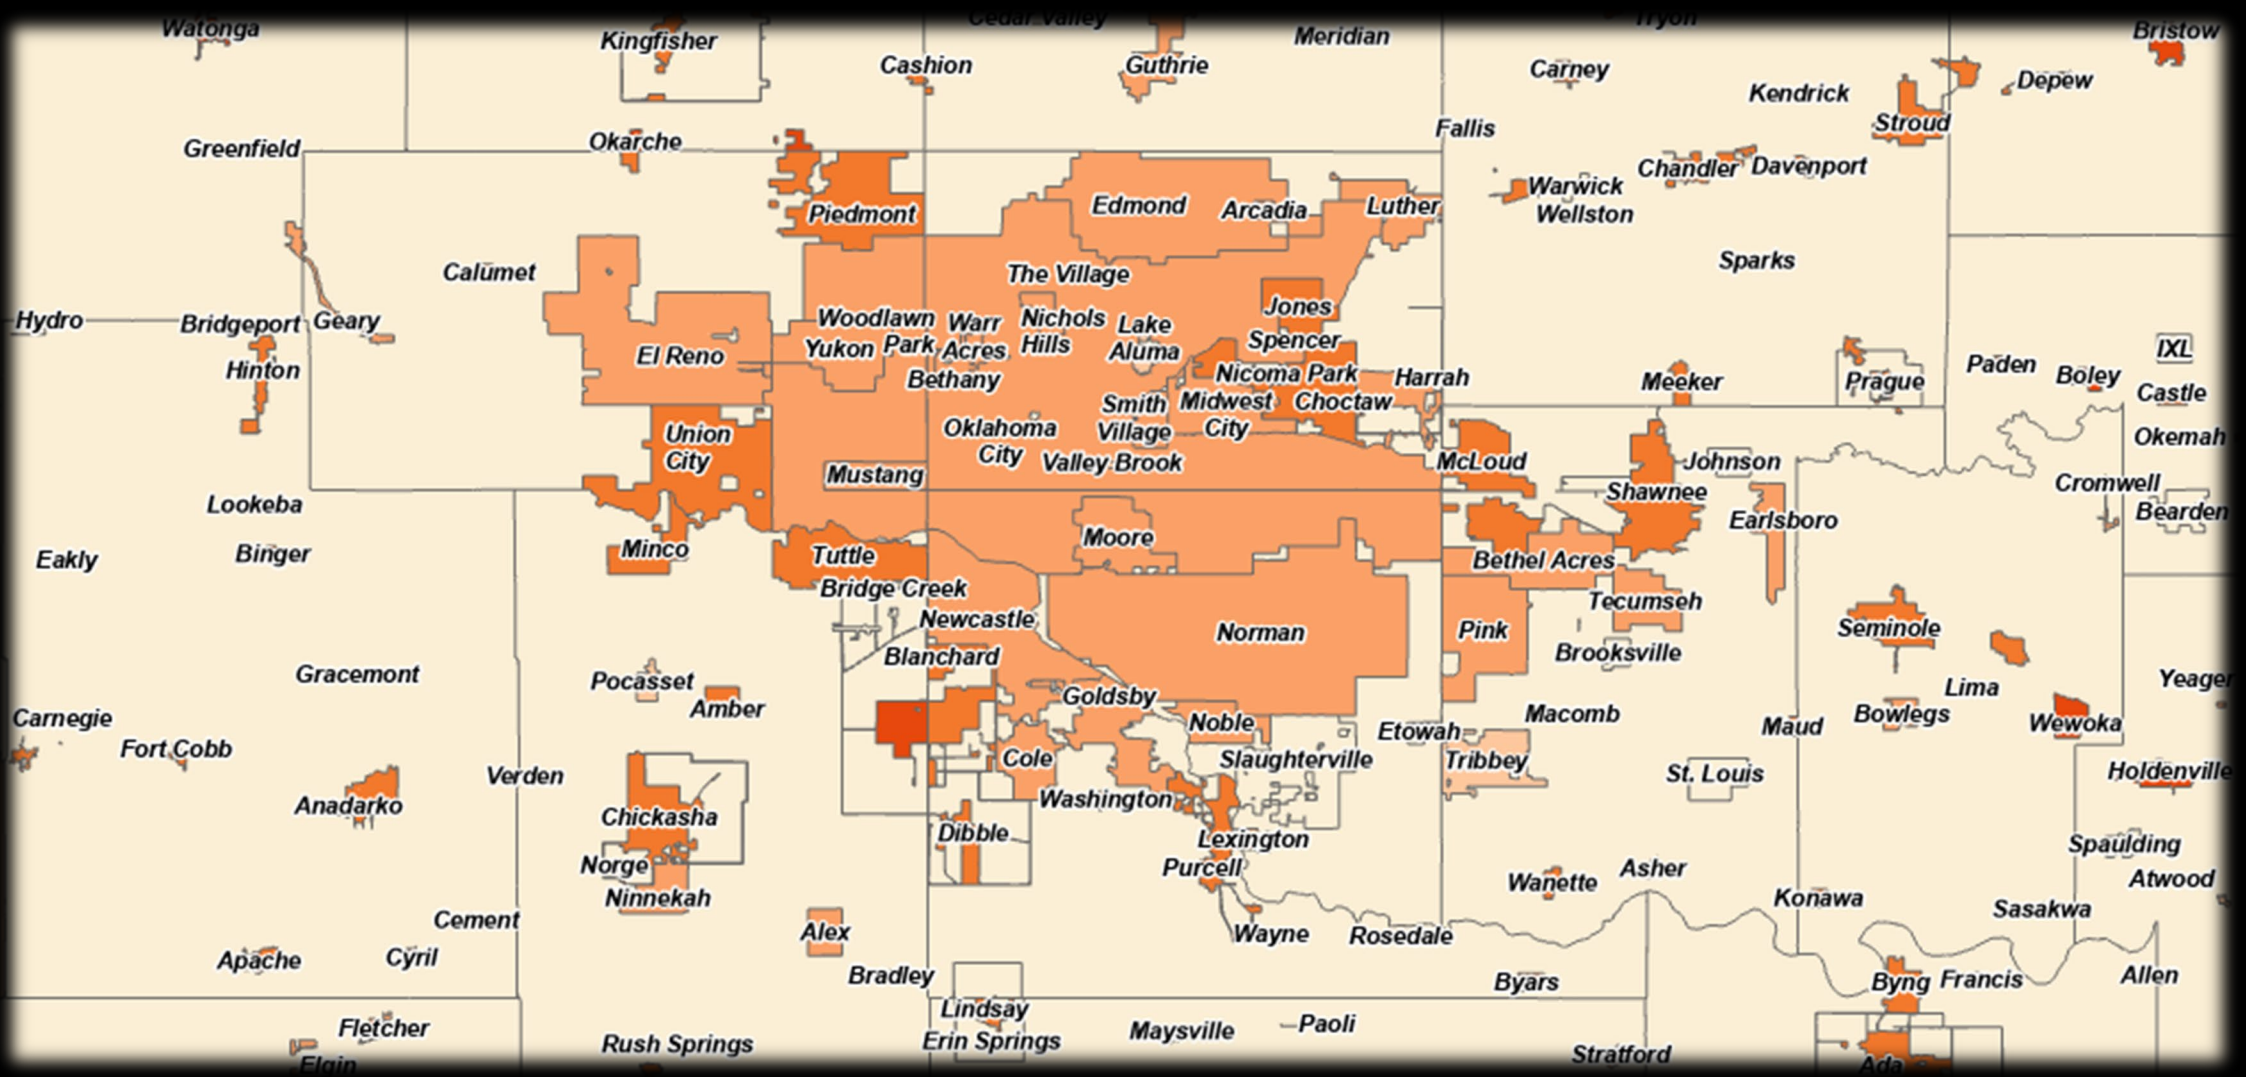 Cedar Valley
Tryon
Watonga
Kingfisher
Meridian
Bristow
Cashion
Guthrie
Carney
Depew
Kendrick
Stroud
Fallis
Okarche
Greenfield
Chandler
Davenport
Warwick
Wellston
Piedmont
Edmond
Arcadia
Luther
Calumet
The Village
Sparks
Jones
Hydro
Bridgeport
Geary
Woodlawn
Park
Warr
Acres
Nichols
Hills
Lake
Aluma
Spencer
Yukon
El Reno
IXL
Hinton
Bethany
Nicoma Park
Harrah
Meeker
Prague
Paden
Boley
Castle
Smith
Village
Midwest
City
Choctaw
Union
City
Oklahoma
City
Valley Brook
Okemah
McLoud
Johnson
Mustang
Cromwell
Shawnee
Lookeba
Bearden
Earlsboro
Moore
Minco
Tuttle
Eakly
Binger
Bethel Acres
Bridge Creek
Tecumseh
Newcastle
Norman
Pink
Seminole
Blanchard
Brooksville
Gracemont
Pocasset
Yeager
Lima
Goldsby
Amber
Carnegie
Noble
Macomb
Bowlegs
Wewoka
Etowah
Maud
Fort Cobb
Cole
Slaughterville
Tribbey
St. Louis
Holdenville
Verden
Anadarko
Washington
Chickasha
Dibble
Lexington
Spaulding
Norge
Purcell
Asher
Atwood
Wanette
Ninnekah
Konawa
Sasakwa
Cement
Alex
Wayne
Rosedale
Apache
Cyril
Bradley
Byars
Byng
Francis
Allen
Lindsay
Fletcher
Maysville
Paoli
Erin Springs
Rush Springs
Stratford
Elgin
Ada